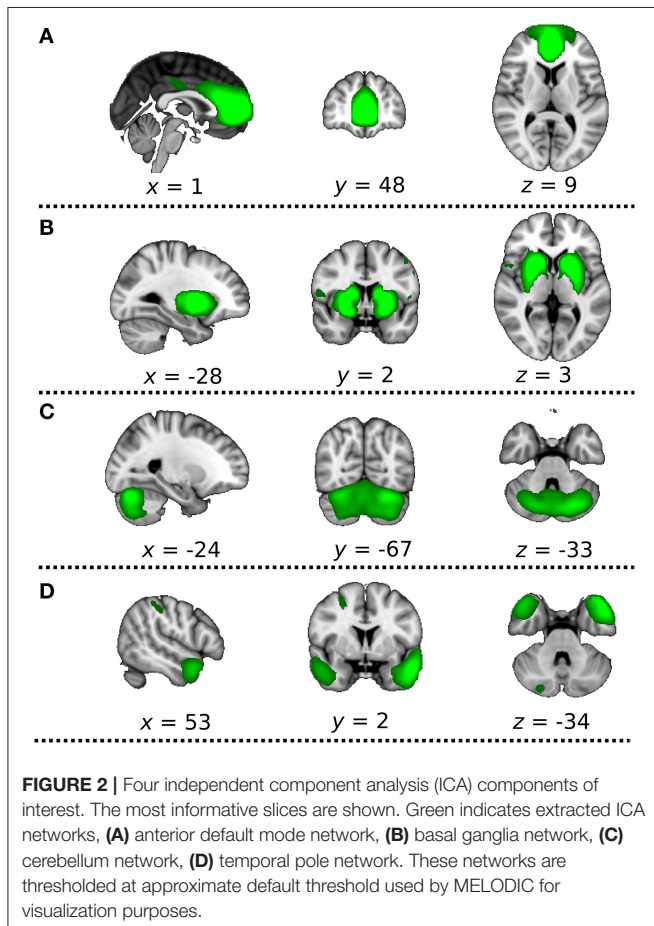 A
x = 1
y = 48
z = 9
B
x = -28
y = 2
z = 3
C
x = -24
y = -67
z = -33
D
x = 53
y = 2
z = -34
FIGURE 2 | Four independent component analysis (ICA) components of
interest. The most informative slices are shown. Green indicates extracted ICA
networks, (A) anterior default mode network, (B) basal ganglia network, (C)
cerebellum network, (D) temporal pole network. These networks are
thresholded at approximate default threshold used by MELODIC for
visualization purposes.